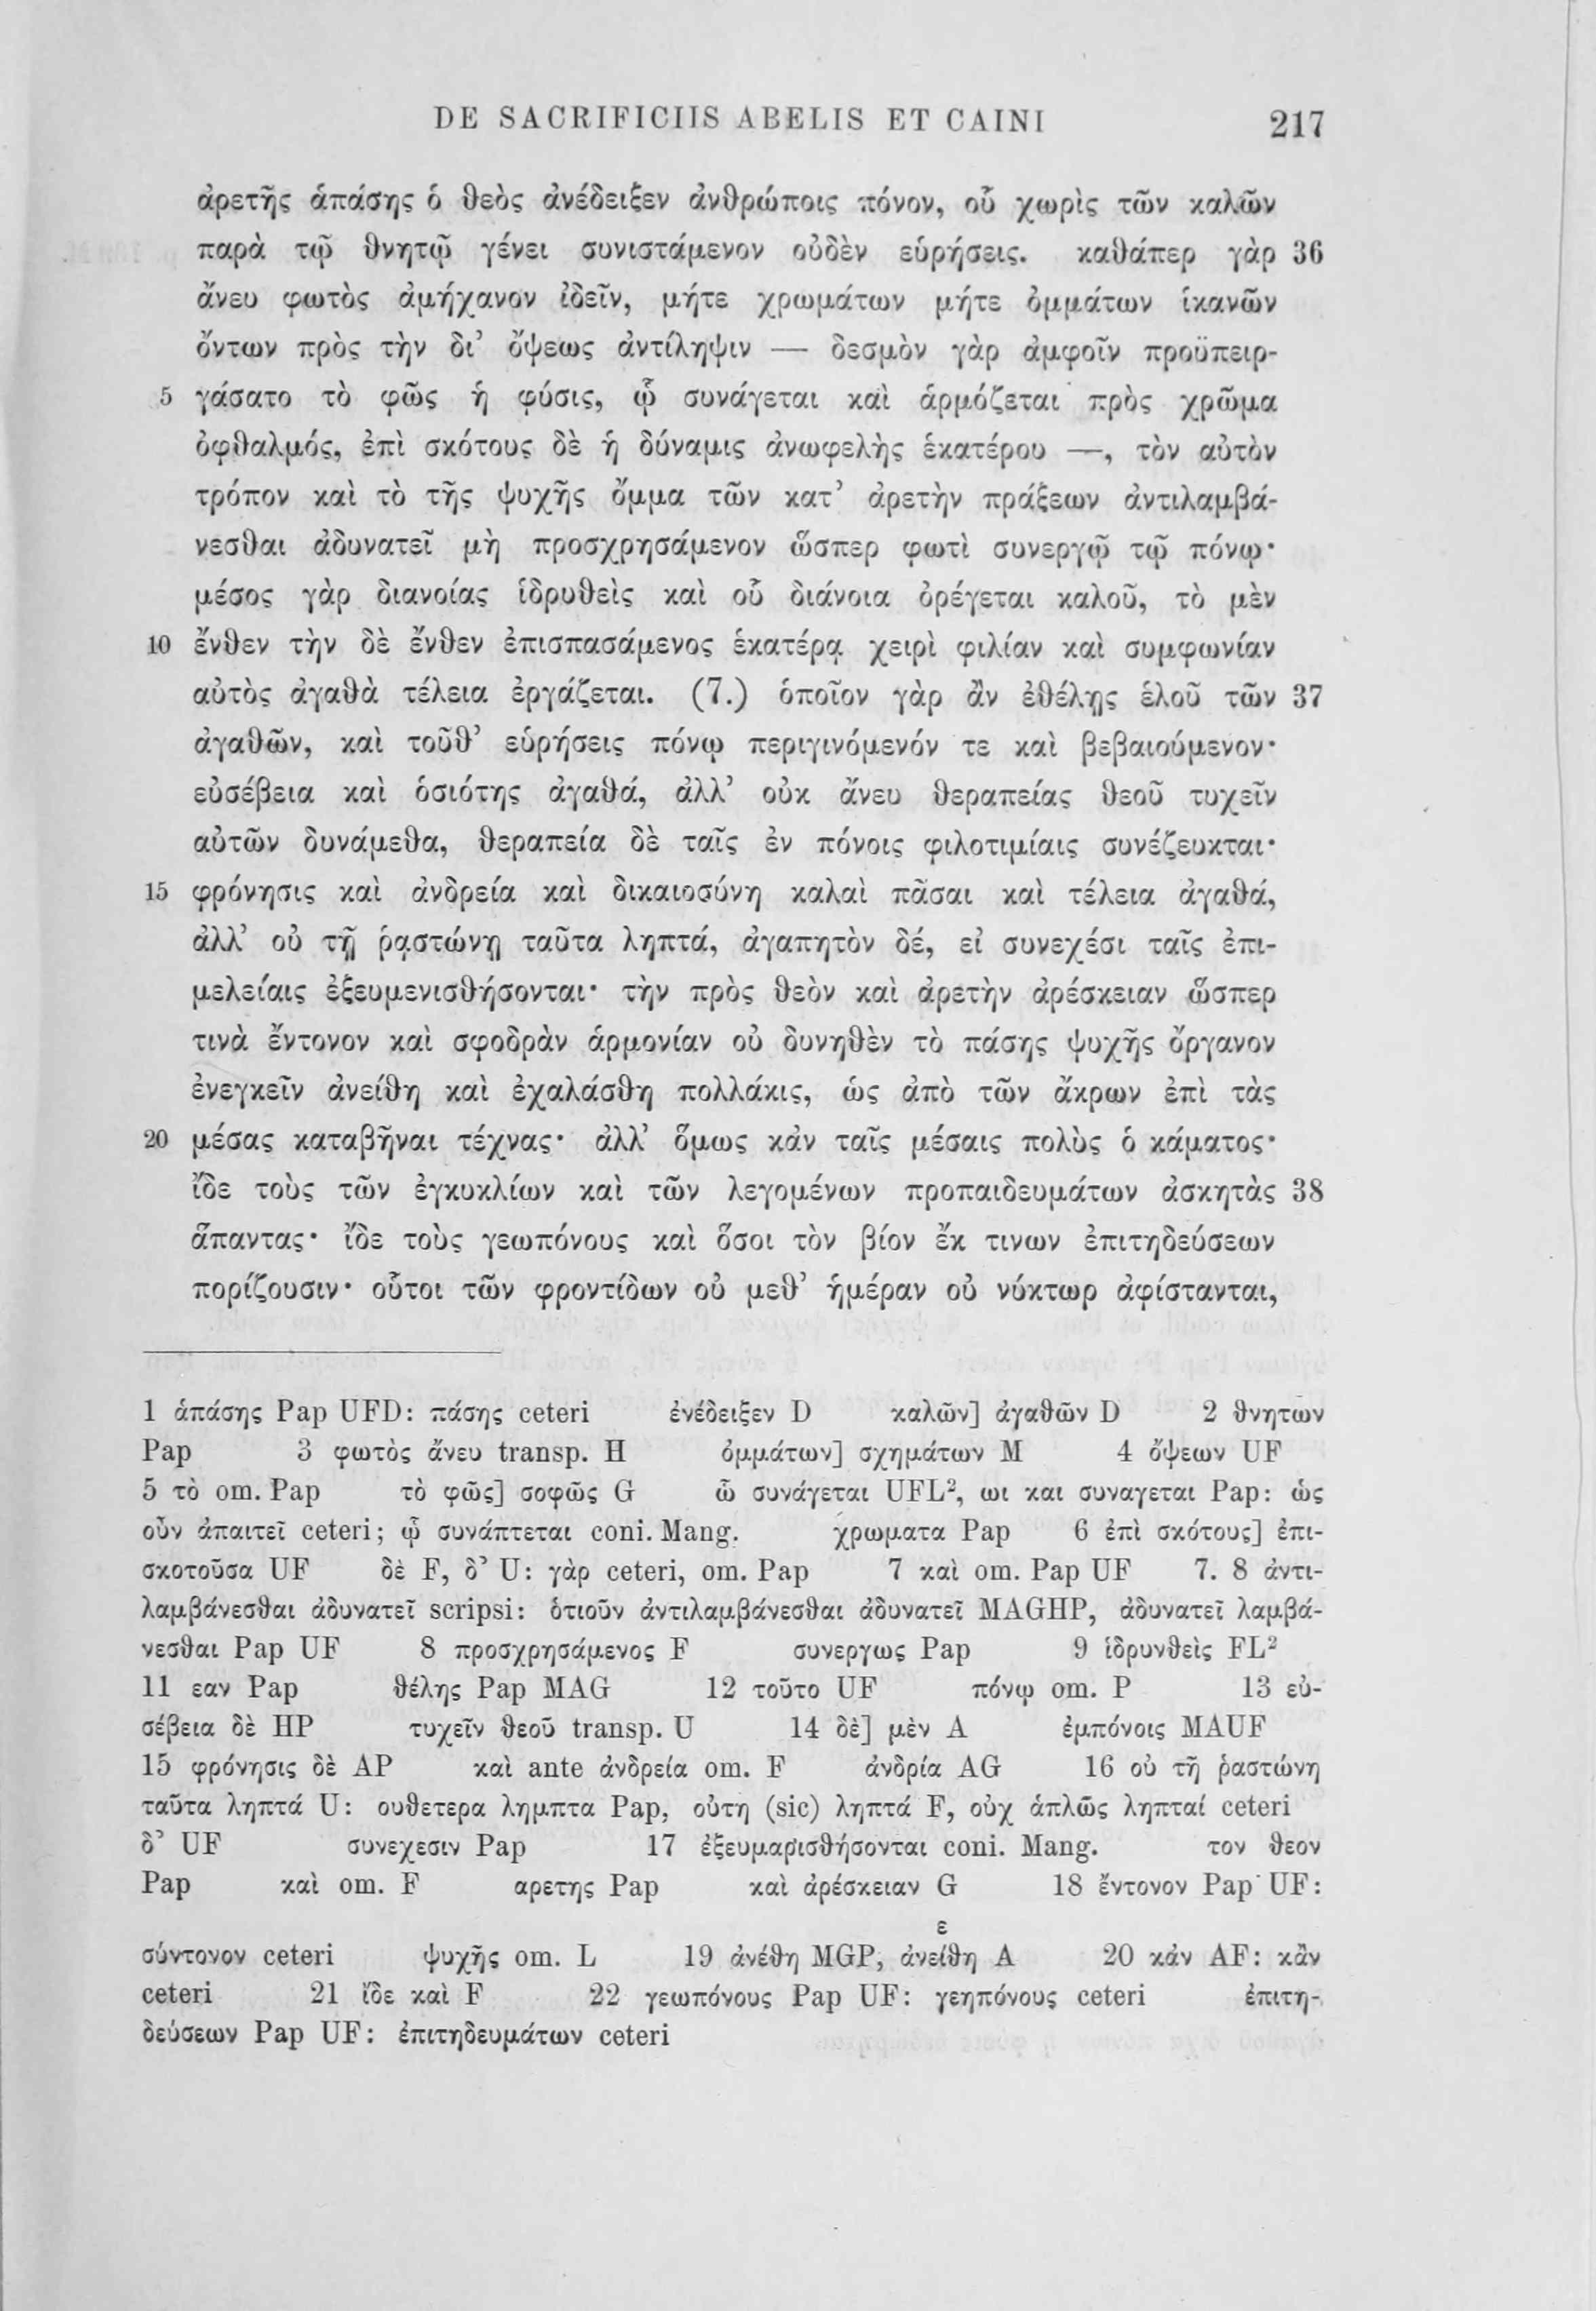 DE SACRIFICIIS ABELIS ET CAINI 217
ἀρετῆς ἁπάσης ὁ θεὸς ἀνέδειξεν ἀνθρώποις πόνον, οὗ χωρὶς τῶν καλῶν
παρὰ τῷ θνητῷ γένει συνιστάμενον οὐδὲν εὑρήσεις. καθάπερ γὰρ 36
ἄνευ φωτὸς ἀμήχανον ἰδεῖν, μήτε χρωμάτων μήτε ὀμμάτων ἱκανῶν
ὄντων πρὸς τὴν δι’ ὄψεως ἀντίληψιν — δεσμὸν γὰρ ἀμφοῖν προϋπειρ-
5 γάσατο τὸ φῶς ἡ φύσις, ᾧ συνάγεται καὶ ἁρμόζεται πρὸς χρῶμα
ὀφθαλμός, ἐπὶ σκότους δὲ ἡ δύναμις ἀνωφελὴς ἑκατέρου —, τὸν αὐτὸν
τρόπον καὶ τὸ τῆς ψυχῆς ὄμμα τῶν κατ’ ἀρετὴν πράξεων ἀντιλαμβά-
νεσθαι ἀδυνατεῖ μὴ προσχρησάμενον ὥσπερ φωτὶ συνεργῷ τῷ πόνῳ·
μέσος γὰρ διανοίας ἱδρυθεὶς καὶ οὗ διάνοια ὀρέγεται καλοῦ, τὸ μὲν
10 ἔνθεν τὴν δὲ ἔνθεν ἐπισπασάμενος ἑκατέρᾳ χειρὶ φιλίαν καὶ συμφωνίαν
αὐτὸς ἀγαθὰ τέλεια ἐργάζεται. (7.) ὁποῖον γὰρ ἂν ἐθέλῃς ἑλοῦ τῶν 37
ἀγαθῶν, καὶ τοῦθ’ εὑρήσεις πόνῳ περιγινόμενόν τε καὶ βεβαιούμενον·
εὐσέβεια καὶ ὁσιότης ἀγαθά, ἀλλ’ οὐκ ἄνευ θεραπείας θεοῦ τυχεῖν
αὐτῶν δυνάμεθα, θεραπεία δὲ ταῖς ἐν πόνοις φιλοτιμίαις συνέζευκται·
15 φρόνησις καὶ ἀνδρεία καὶ δικαιοσύνη καλαὶ πᾶσαι καὶ τέλεια ἀγαθά,
ἀλλ’ οὐ τῇ ῥᾳστώνῃ ταῦτα ληπτά, ἀγαπητὸν δέ, εἰ συνεχέσι ταῖς ἐπι-
μελείαις ἐξευμενισθήσονται· τὴν πρὸς θεὸν καὶ ἀρετὴν ἀρέσκειαν ὥσπερ
τινὰ ἔντονον καὶ σφοδρὰν ἁρμονίαν οὐ δυνηθὲν τὸ πάσης ψυχῆς ὄργανον
ἐνεγκεῖν ἀνείθη καὶ ἐχαλάσθη πολλάκις, ὡς ἀπὸ τῶν ἄκρων ἐπὶ τὰς
20 μέσας καταβῆναι τέχνας· ἀλλ’ ὅμως κἀν ταῖς μέσαις πολὺς ὁ κάματος·
ἴδε τοὺς τῶν ἐγκυκλίων καὶ τῶν λεγομένων προπαιδευμάτων ἀσκητὰς 38
ἅπαντας· ἴδε τοὺς γεωπόνους καὶ ὅσοι τὸν βίον ἔκ τινων ἐπιτηδεύσεων
πορίζουσιν· οὗτοι τῶν φροντίδων οὐ μεθ’ ἡμέραν οὐ νύκτωρ ἀφίστανται,
1 ἁπάσης Pap UFD: πάσης ceteri ἐνέδειξεν D καλῶν] ἀγαθῶν D 2 θνητων
Pap 3 φωτὸς ἄνευ transp. H ὀμμάτων] σχημάτων M 4 ὄψεων UF
5 τὸ om. Pap τὸ φῶς] σοφῶς G ὧ συνάγεται UFL², ωι και συναγεται Pap: ὡς
οὖν ἀπαιτεῖ ceteri; ᾧ συνάπτεται coni. Mang. χρωματα Pap 6 ἐπὶ σκότους] ἐπι-
σκοτοῦσα UF δὲ F, δ’ U: γὰρ ceteri, om. Pap 7 καὶ om. Pap UF 7. 8 ἀντι-
λαμβάνεσθαι ἀδυνατεῖ scripsi: ὁτιοῦν ἀντιλαμβάνεσθαι ἀδυνατεῖ MAGHP, ἀδυνατεῖ λαμβά-
νεσθαι Pap UF 8 προσχρησάμενος F συνεργως Pap 9 ἱδρυνθεὶς FL²
11 εαν Pap θέλης Pap MAG 12 τοῦτο UF πόνῳ om. P 13 εὐ-
σέβεια δὲ HP τυχεῖν θεοῦ transp. U 14 δὲ] μὲν A ἐμπόνοις MAUF
15 φρόνησις δὲ AP καὶ ante ἀνδρεία om. F ἀνδρία AG 16 οὐ τῆ ῥαστώνη
ταῦτα ληπτά U: ουθετερα λημπτα Pap, οὐτη (sic) ληπτά F, οὐχ ἁπλῶς ληπταί ceteri
δ’ UF συνεχεσιν Pap 17 ἐξευμαρισθήσονται coni. Mang. τον θεον
Pap καὶ om. F αρετης Pap καὶ ἀρέσκειαν G 18 ἔντονον Pap UF:
ε
σύντονον ceteri ψυχῆς om. L 19 ἀνέθη MGP, ἀνείθη A 20 κἀν AF: κἂν
ceteri 21 ἴδε καὶ F 22 γεωπόνους Pap UF: γεηπόνους ceteri ἐπιτη-
δεύσεων Pap UF: ἐπιτηδευμάτων ceteri